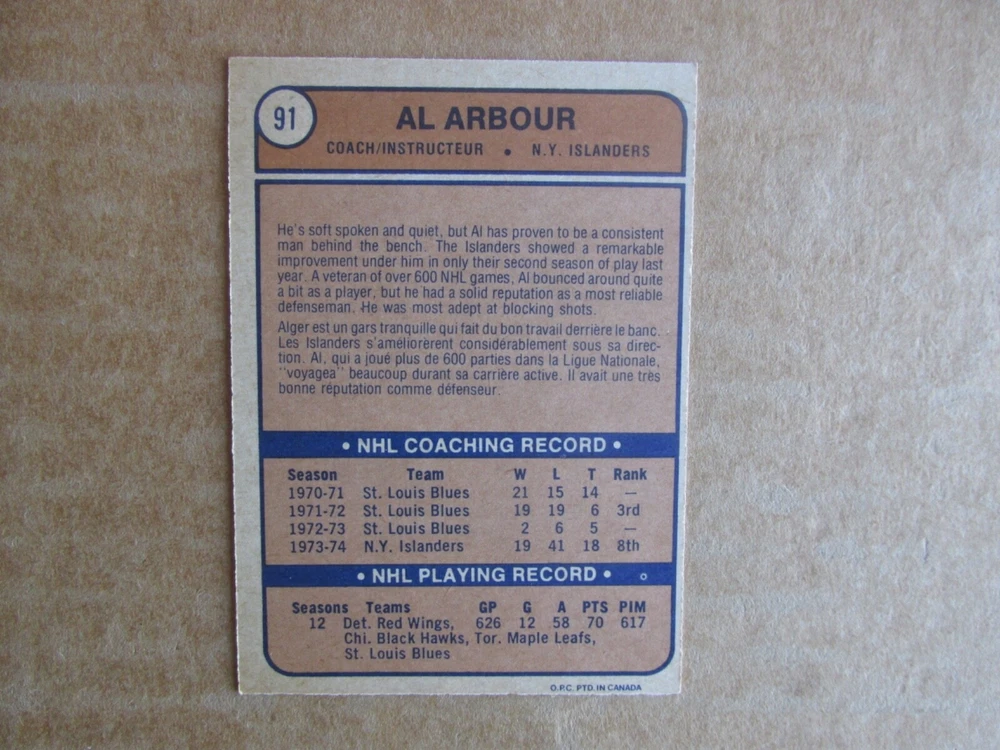 91
AL ARBOUR
COACH/INSTRUCTEUR • N.Y. ISLANDERS
He's soft spoken and quiet, but Al has proven to be a consistent
man behind the bench. The Islanders showed a remarkable
improvement under him in only their second season of play last
year. A veteran of over 600 NHL games, Al bounced around quite
a bit as a player, but he had a solid reputation as a most reliable
defenseman. He was most adept at blocking shots.
Alger est un gars tranquille qui fait du bon travail derrière le banc.
Les Islanders s'améliorèrent considérablement sous sa direc-
tion. Al, qui a joué plus de 600 parties dans la Ligue Nationale,
"voyagea" beaucoup durant sa carrière active. Il avait une très
bonne réputation comme défenseur.
• NHL COACHING RECORD •
Season Team W L T Rank
1970-71 St. Louis Blues 21 15 14 —
1971-72 St. Louis Blues 19 19 6 3rd
1972-73 St. Louis Blues 2 6 5 —
1973-74 N.Y. Islanders 19 41 18 8th
• NHL PLAYING RECORD •
Seasons Teams GP G A PTS PIM
12 Det. Red Wings, 626 12 58 70 617
Chi. Black Hawks, Tor. Maple Leafs,
St. Louis Blues
O.P.C. PTD. IN CANADA